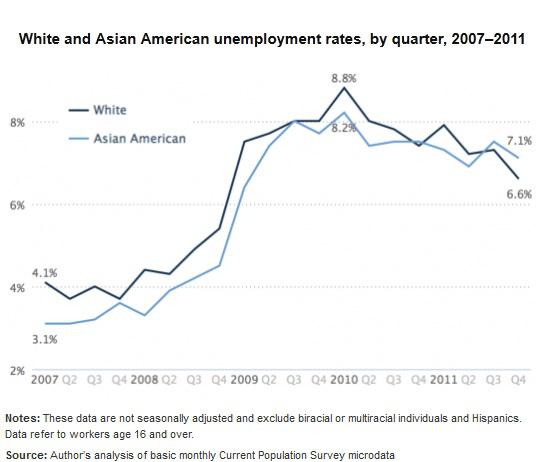 White and Asian American unemployment rates, by quarter, 2007–2011
8.8%
White
8%
8.2%
Asian American
7.1%
6%
6.6%
4.1%
4%
3.1%
2%
2007 Q2 Q3 Q4 2008 Q2 Q3 Q4 2009 Q2 Q3 Q4 2010 Q2 Q3 Q4 2011 Q2 Q3 Q4
Notes: These data are not seasonally adjusted and exclude biracial or multiracial individuals and Hispanics.
Data refer to workers age 16 and over.
Source: Author's analysis of basic monthly Current Population Survey microdata